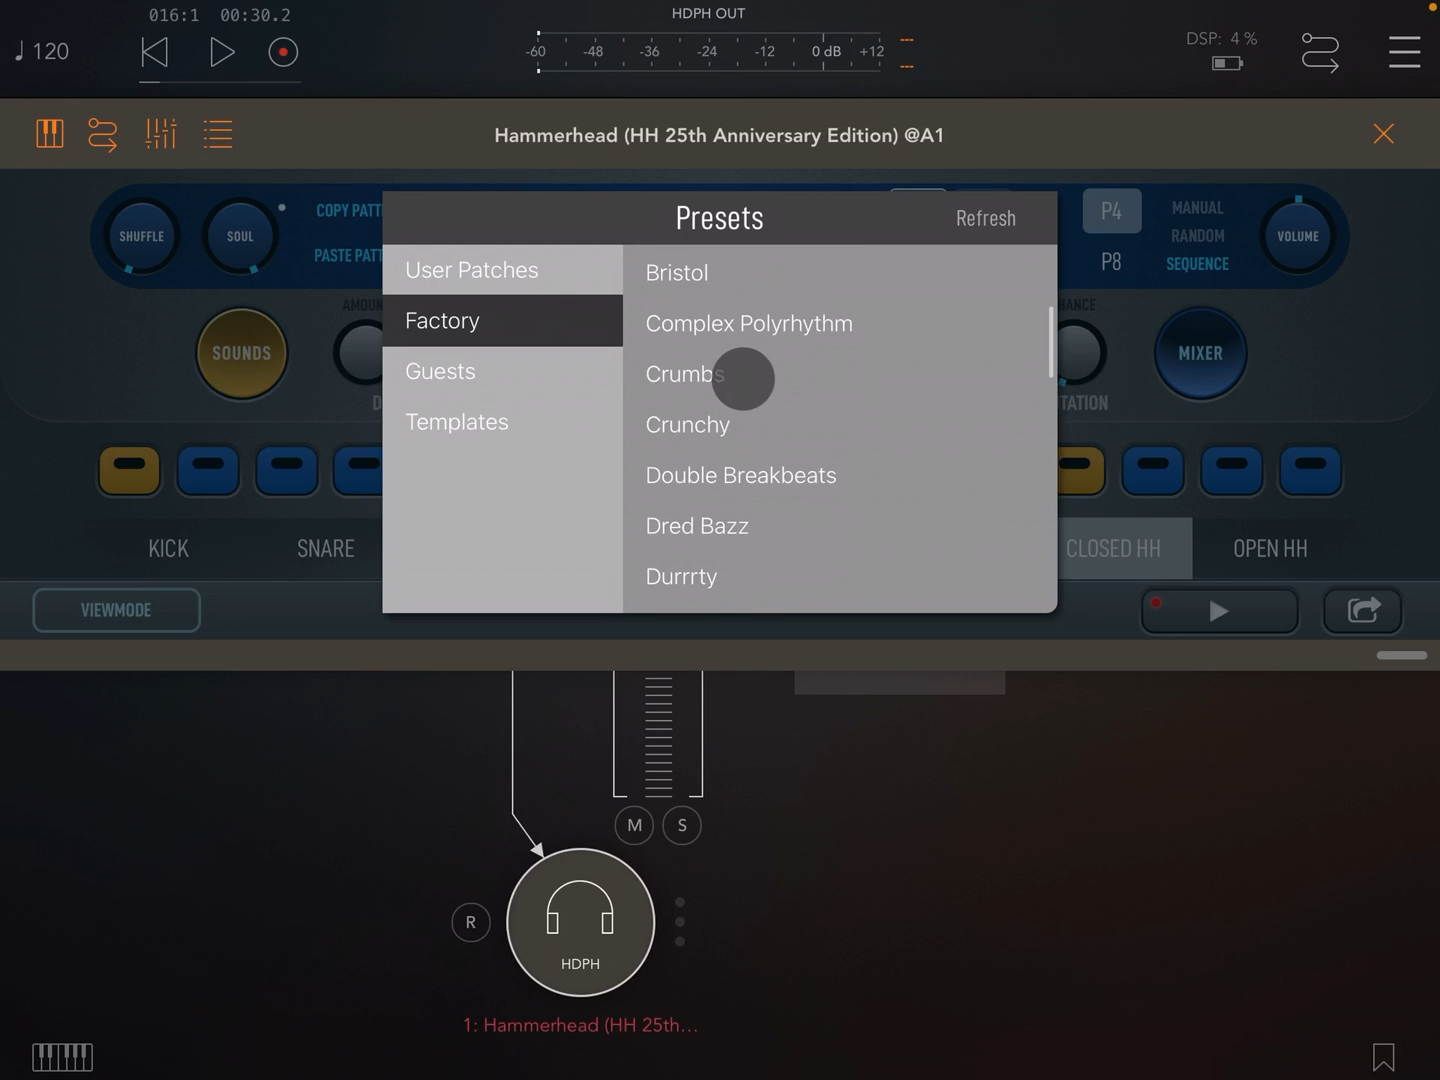 016:1 00:30.2
HDPH OUT
120
-60 -48 -36 -24 -12 0 dB +12
---
---
DSP: 4 %
Hammerhead (HH 25th Anniversary Edition) @A1
SHUFFLE
SOUL
COPY PATT
PASTE PATT
Presets
Refresh
User Patches
Factory
Guests
Templates
Bristol
Complex Polyrhythm
Crumbs
Crunchy
Double Breakbeats
Dred Bazz
Durrrty
P4
P8
MANUAL
RANDOM
SEQUENCE
VOLUME
AMOUN
SOUNDS
D
HANCE
MIXER
TATION
KICK
SNARE
CLOSED HH
OPEN HH
VIEWMODE
M S
R
HDPH
1: Hammerhead (HH 25th...